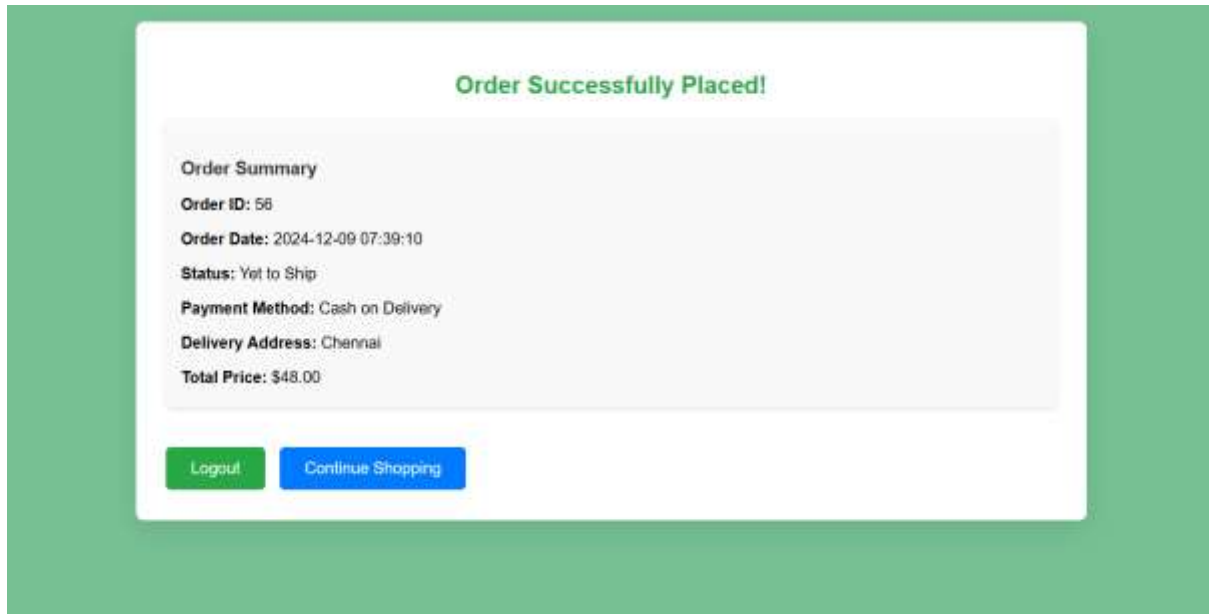 Order Successfully Placed!
Order Summary
Order ID: 56
Order Date: 2024-12-09 07:39:10
Status: Yet to Ship
Payment Method: Cash on Delivery
Delivery Address: Chennai
Total Price: $48.00
Logout Continue Shopping